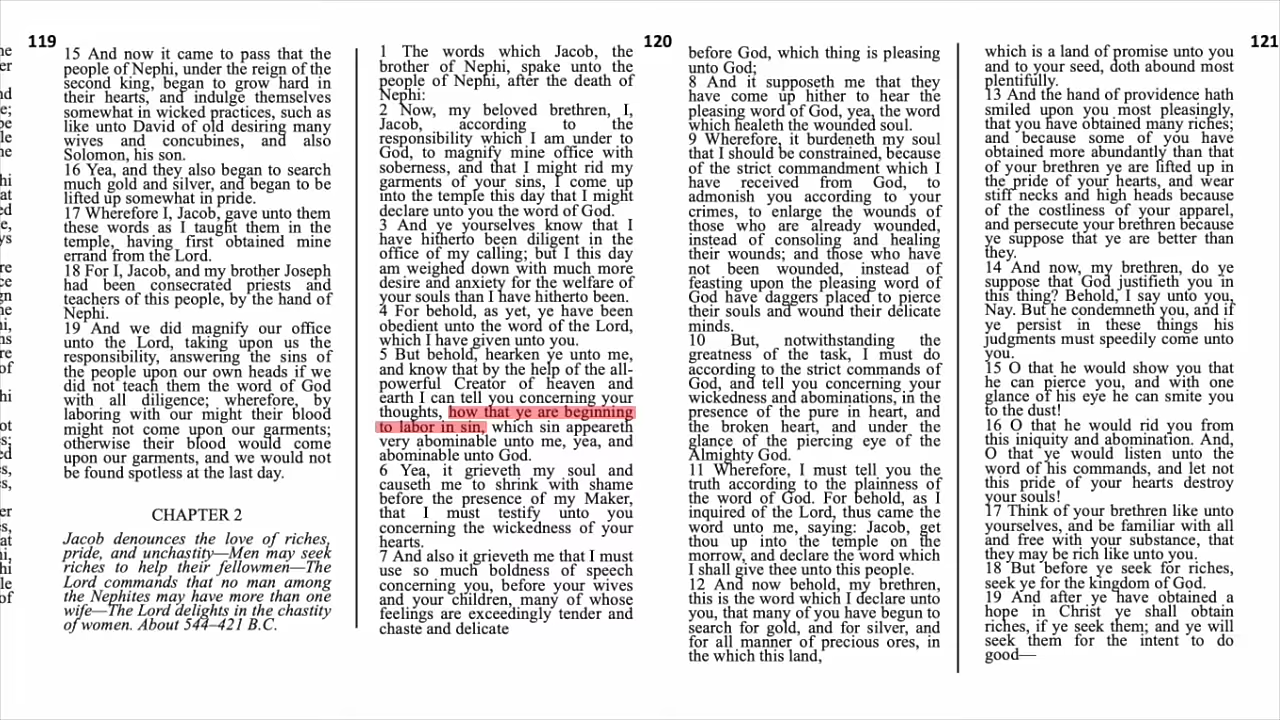 119
15 And now it came to pass that the
people of Nephi, under the reign of the
second king, began to grow hard in
their hearts, and indulge themselves
somewhat in wicked practices, such as
like unto David of old desiring many
wives and concubines, and also
Solomon, his son.
16 Yea, and they also began to search
much gold and silver, and began to be
lifted up somewhat in pride.
17 Wherefore I, Jacob, gave unto them
these words as I taught them in the
temple, having first obtained mine
errand from the Lord.
18 For I, Jacob, and my brother Joseph
had been consecrated priests and
teachers of this people, by the hand of
Nephi.
19 And we did magnify our office
unto the Lord, taking upon us the
responsibility, answering the sins of
the people upon our own heads if we
did not teach them the word of God
with all diligence; wherefore, by
laboring with our might their blood
might not come upon our garments;
otherwise their blood would come
upon our garments, and we would not
be found spotless at the last day.
CHAPTER 2
Jacob denounces the love of riches,
pride, and unchastity—Men may seek
riches to help their fellowmen—The
Lord commands that no man among
the Nephites may have more than one
wife—The Lord delights in the chastity
of women. About 544–421 B.C.
1 The words which Jacob, the
brother of Nephi, spake unto the
people of Nephi, after the death of
Nephi:
2 Now, my beloved brethren, I,
Jacob, according to the
responsibility which I am under to
God, to magnify mine office with
soberness, and that I might rid my
garments of your sins, I come up
into the temple this day that I might
declare unto you the word of God.
3 And ye yourselves know that I
have hitherto been diligent in the
office of my calling; but I this day
am weighed down with much more
desire and anxiety for the welfare of
your souls than I have hitherto been.
4 For behold, as yet, ye have been
obedient unto the word of the Lord,
which I have given unto you.
5 But behold, hearken ye unto me,
and know that by the help of the all-
powerful Creator of heaven and
earth I can tell you concerning your
thoughts, how that ye are beginning
to labor in sin, which sin appeareth
very abominable unto me, yea, and
abominable unto God.
6 Yea, it grieveth my soul and
causeth me to shrink with shame
before the presence of my Maker,
that I must testify unto you
concerning the wickedness of your
hearts.
7 And also it grieveth me that I must
use so much boldness of speech
concerning you, before your wives
and your children, many of whose
feelings are exceedingly tender and
chaste and delicate
120
before God, which thing is pleasing
unto God;
8 And it supposeth me that they
have come up hither to hear the
pleasing word of God, yea, the word
which healeth the wounded soul.
9 Wherefore, it burdeneth my soul
that I should be constrained, because
of the strict commandment which I
have received from God, to
admonish you according to your
crimes, to enlarge the wounds of
those who are already wounded,
instead of consoling and healing
their wounds; and those who have
not been wounded, instead of
feasting upon the pleasing word of
God have daggers placed to pierce
their souls and wound their delicate
minds.
10 But, notwithstanding the
greatness of the task, I must do
according to the strict commands of
God, and tell you concerning your
wickedness and abominations, in the
presence of the pure in heart, and
the broken heart, and under the
glance of the piercing eye of the
Almighty God.
11 Wherefore, I must tell you the
truth according to the plainness of
the word of God. For behold, as I
inquired of the Lord, thus came the
word unto me, saying: Jacob, get
thou up into the temple on the
morrow, and declare the word which
I shall give thee unto this people.
12 And now behold, my brethren,
this is the word which I declare unto
you, that many of you have begun to
search for gold, and for silver, and
for all manner of precious ores, in
the which this land,
which is a land of promise unto you
and to your seed, doth abound most
plentifully.
13 And the hand of providence hath
smiled upon you most pleasingly,
that you have obtained many riches;
and because some of you have
obtained more abundantly than that
of your brethren ye are lifted up in
the pride of your hearts, and wear
stiff necks and high heads because
of the costliness of your apparel,
and persecute your brethren because
ye suppose that ye are better than
they.
14 And now, my brethren, do ye
suppose that God justifieth you in
this thing? Behold, I say unto you,
Nay. But he condemneth you, and if
ye persist in these things his
judgments must speedily come unto
you.
15 O that he would show you that
he can pierce you, and with one
glance of his eye he can smite you
to the dust!
16 O that he would rid you from
this iniquity and abomination. And,
O that ye would listen unto the
word of his commands, and let not
this pride of your hearts destroy
your souls!
17 Think of your brethren like unto
yourselves, and be familiar with all
and free with your substance, that
they may be rich like unto you.
18 But before ye seek for riches,
seek ye for the kingdom of God.
19 And after ye have obtained a
hope in Christ ye shall obtain
riches, if ye seek them; and ye will
seek them for the intent to do
good—
121